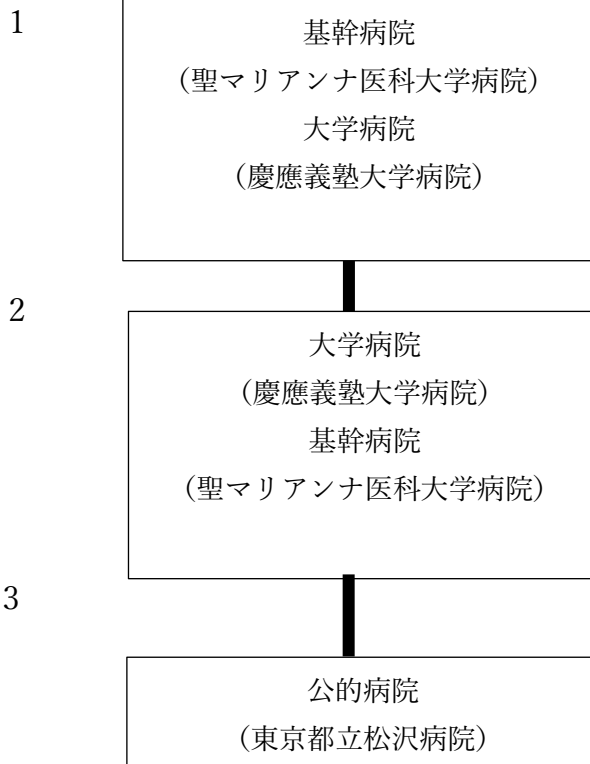 1
基幹病院
（聖マリアンナ医科大学病院）
大学病院
（慶應義塾大学病院）
2
大学病院
（慶應義塾大学病院）
基幹病院
（聖マリアンナ医科大学病院）
3
公的病院
（東京都立松沢病院）